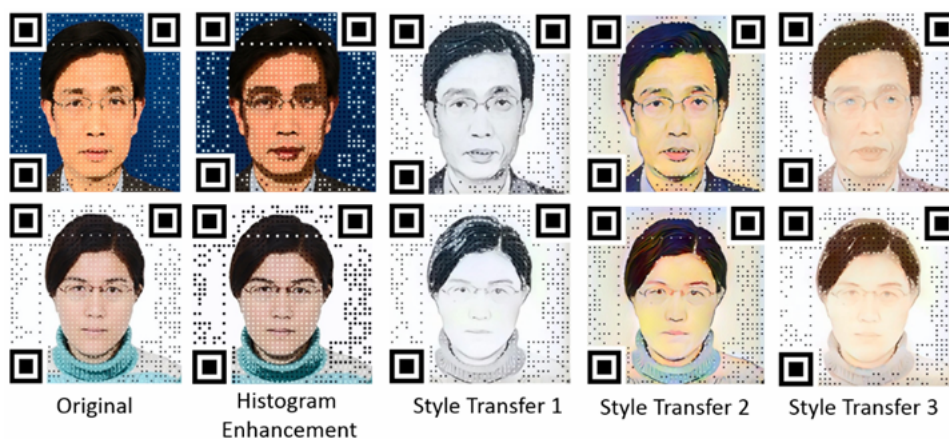 Original
Histogram
Enhancement
Style Transfer 1
Style Transfer 2
Style Transfer 3